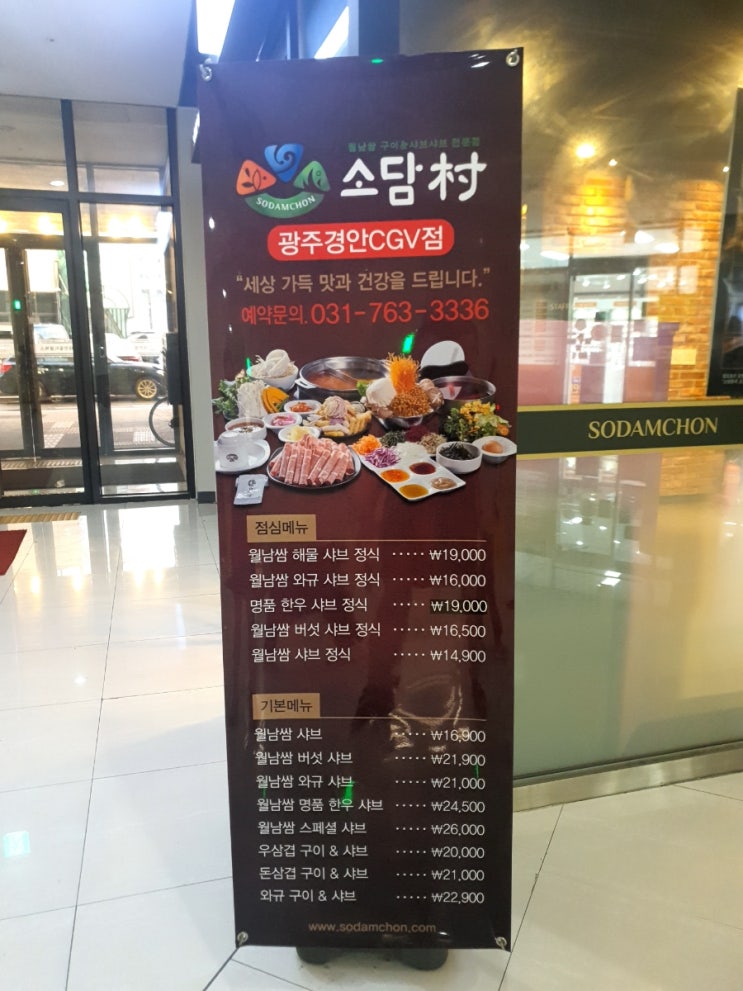 월남쌈 구이&샤브샤브 전문점
SODAMCHON
소담村
광주경안CGV점
“세상 가득 맛과 건강을 드립니다.”
예약문의. 031-763-3336
점심메뉴
월남쌈 해물 샤브 정식 ····· ₩19,000
월남쌈 와규 샤브 정식 ····· ₩16,000
명품 한우 샤브 정식 ····· ₩19,000
월남쌈 버섯 샤브 정식 ····· ₩16,500
월남쌈 샤브 정식 ····· ₩14,900
기본메뉴
월남쌈 샤브 ····· ₩16,900
월남쌈 버섯 샤브 ····· ₩21,900
월남쌈 와규 샤브 ····· ₩21,000
월남쌈 명품 한우 샤브 ····· ₩24,500
월남쌈 스페셜 샤브 ····· ₩26,000
우삼겹 구이 & 샤브 ····· ₩20,000
돈삼겹 구이 & 샤브 ····· ₩21,000
와규 구이 & 샤브 ····· ₩22,900
www.sodamchon.com
SODAMCHON